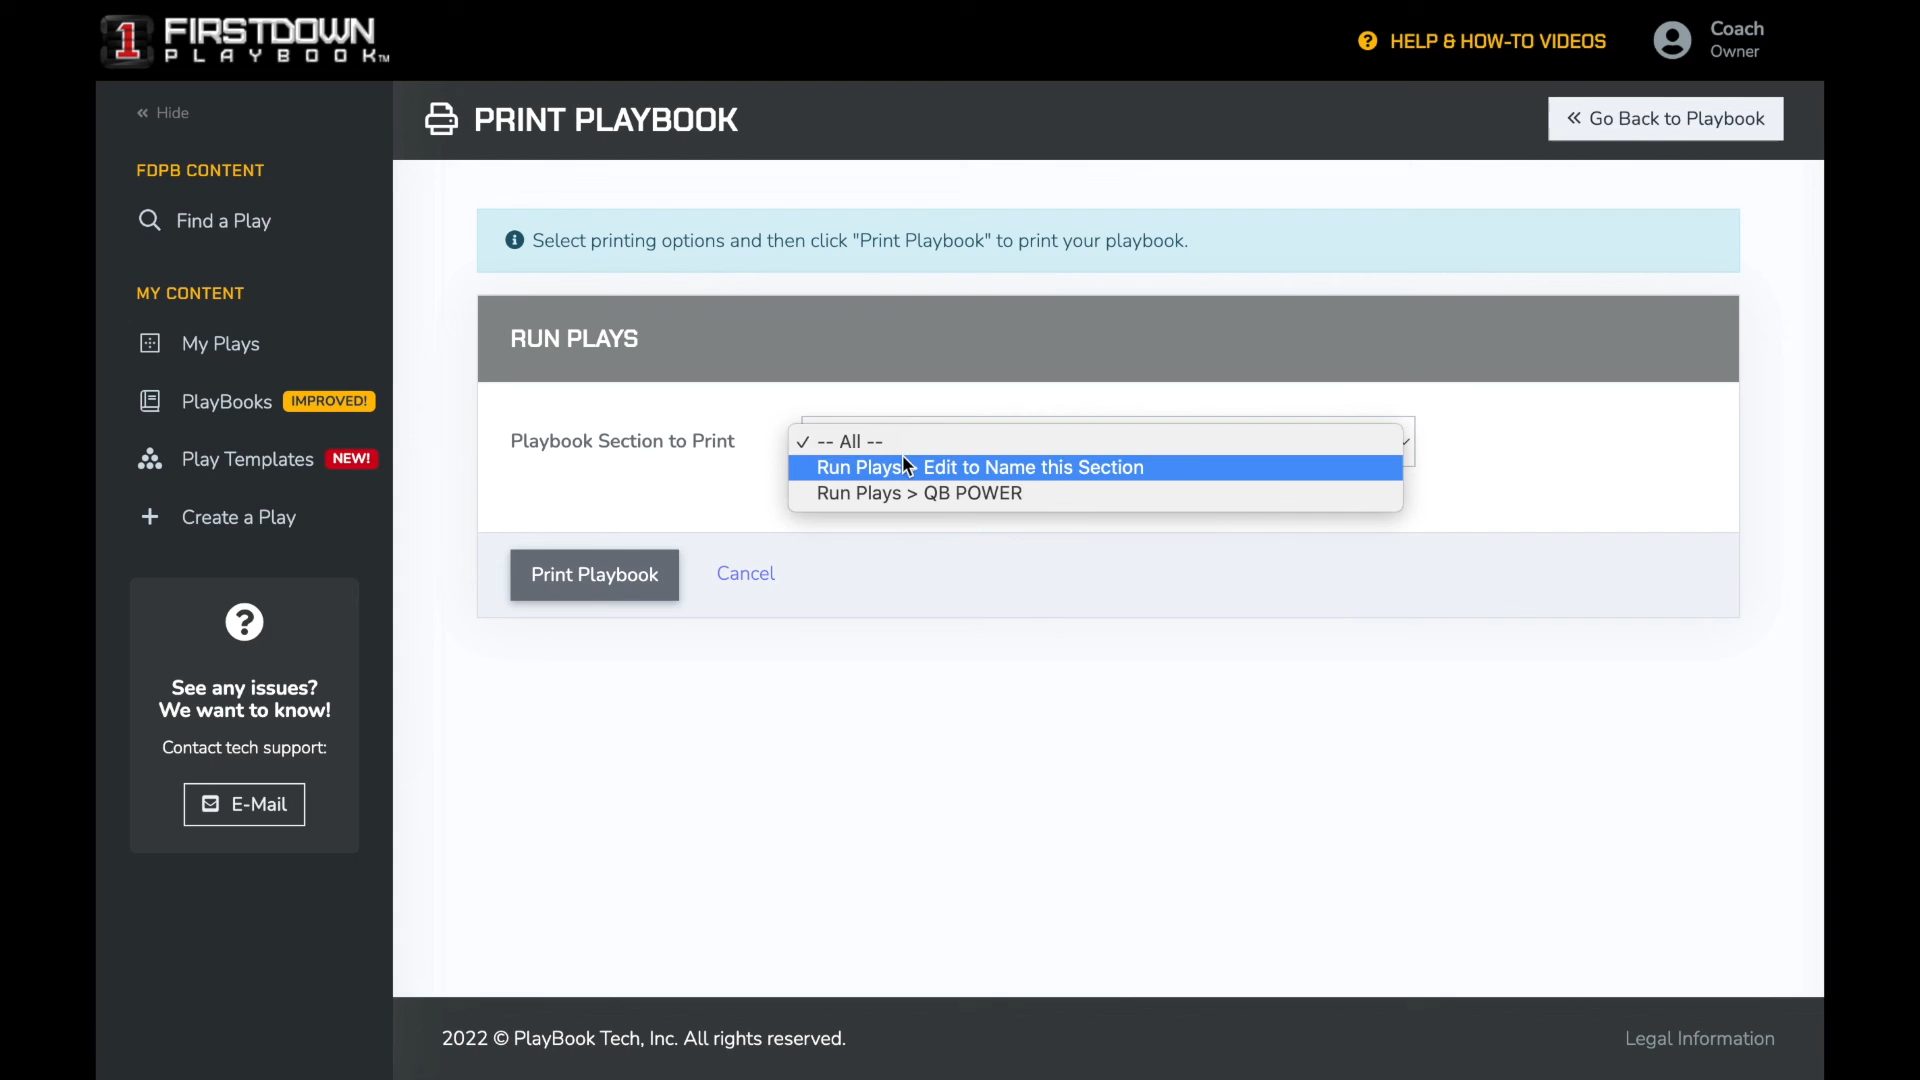 1 FIRSTDOWN
PLAYBOOK™
HELP & HOW-TO VIDEOS
Coach
Owner
« Hide
PRINT PLAYBOOK
« Go Back to Playbook
FDPB CONTENT
Find a Play
Select printing options and then click "Print Playbook" to print your playbook.
MY CONTENT
My Plays
PlayBooks IMPROVED!
Play Templates NEW!
Create a Play
RUN PLAYS
Playbook Section to Print
✓ -- All --
Run Plays > Edit to Name this Section
Run Plays > QB POWER
Print Playbook
Cancel
See any issues?
We want to know!
Contact tech support:
E-Mail
2022 © PlayBook Tech, Inc. All rights reserved.
Legal Information